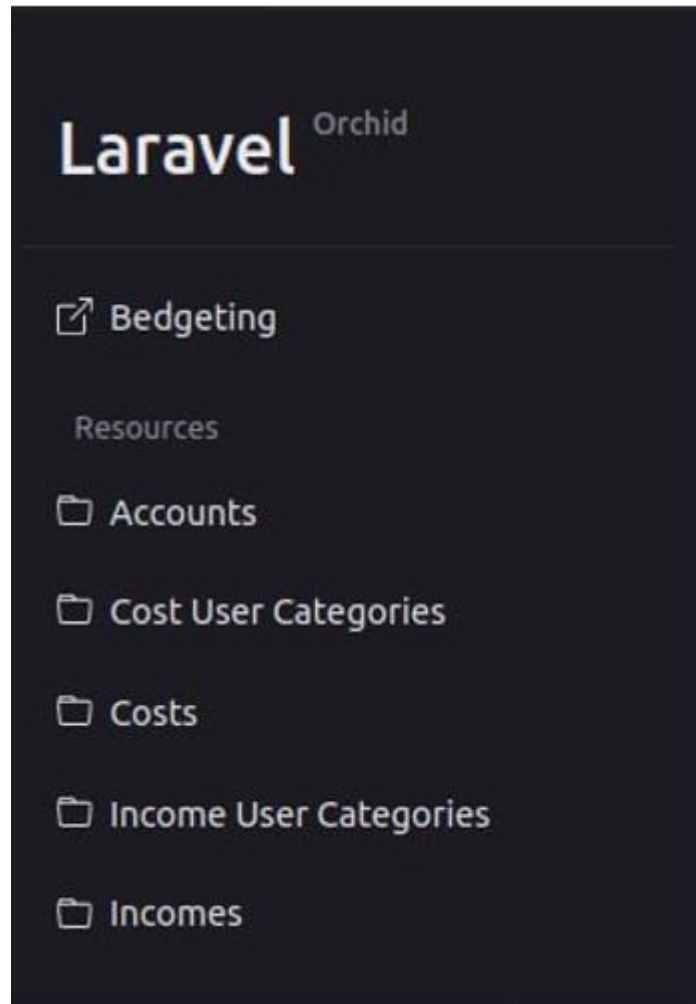 Laravel Orchid
Bedgeting
Resources
Accounts
Cost User Categories
Costs
Income User Categories
Incomes